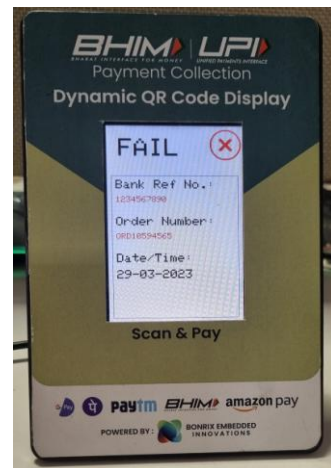 BHIM UPI
BHARAT INTERFACE FOR MONEY UNIFIED PAYMENTS INTERFACE
Payment Collection
Dynamic QR Code Display
FAIL
Bank Ref No.:
1234567890
Order Number:
ORD10594565
Date/Time:
29-03-2023
Scan & Pay
G Pay पे paytm BHIM amazon pay
POWERED BY : BONRIX EMBEDDED
INNOVATIONS